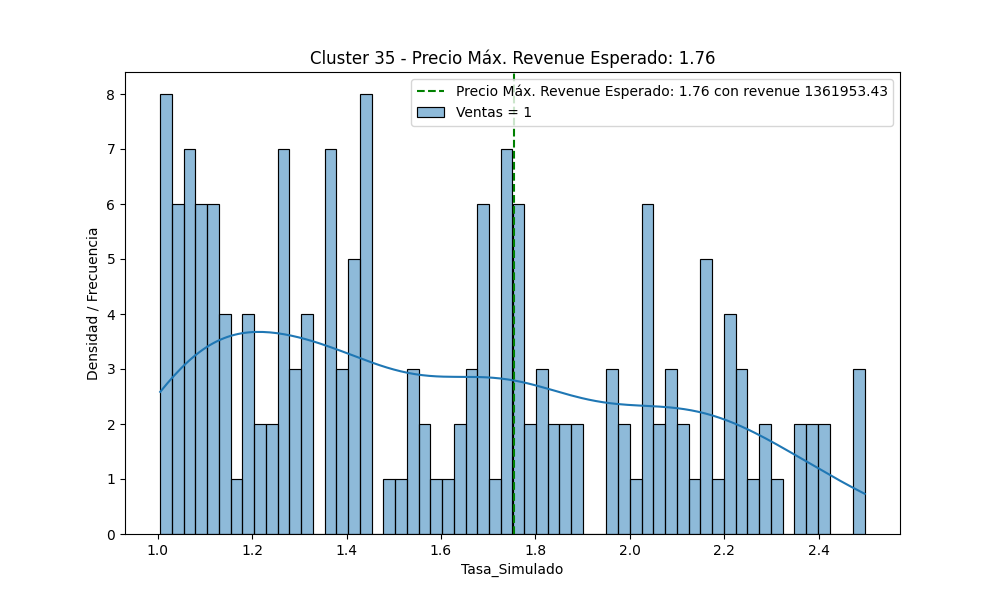 Cluster 35 - Precio Máx. Revenue Esperado: 1.76
Precio Máx. Revenue Esperado: 1.76 con revenue 1361953.43
Ventas = 1
Densidad / Frecuencia
8
7
6
5
4
3
2
1
0
1.0 1.2 1.4 1.6 1.8 2.0 2.2 2.4
Tasa_Simulado